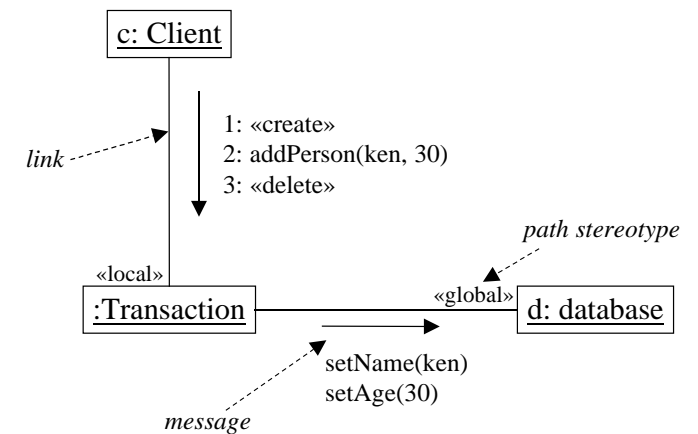 c: Client
link
1: «create»
2: addPerson(ken, 30)
3: «delete»
path stereotype
«local»
«global»
:Transaction
d: database
setName(ken)
setAge(30)
message